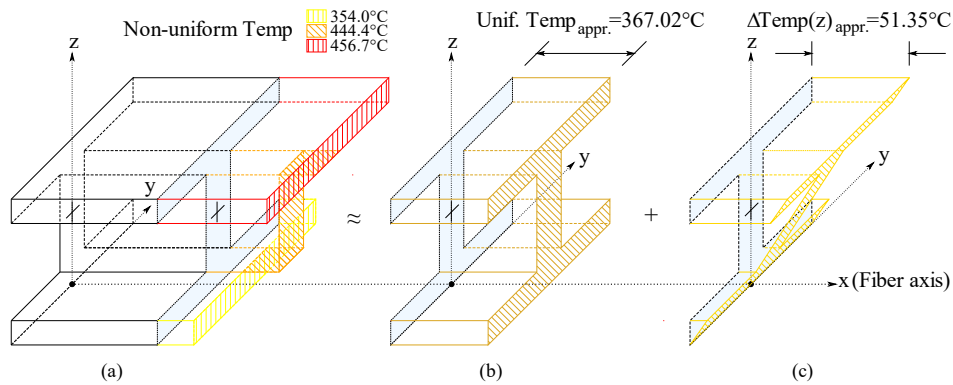 Non-uniform Temp
354.0°C
444.4°C
456.7°C
Unif. Temp appr.=367.02°C
ΔTemp(z) appr.=51.35°C
z
z
z
y
y
y
≈
+
x (Fiber axis)
(a)
(b)
(c)